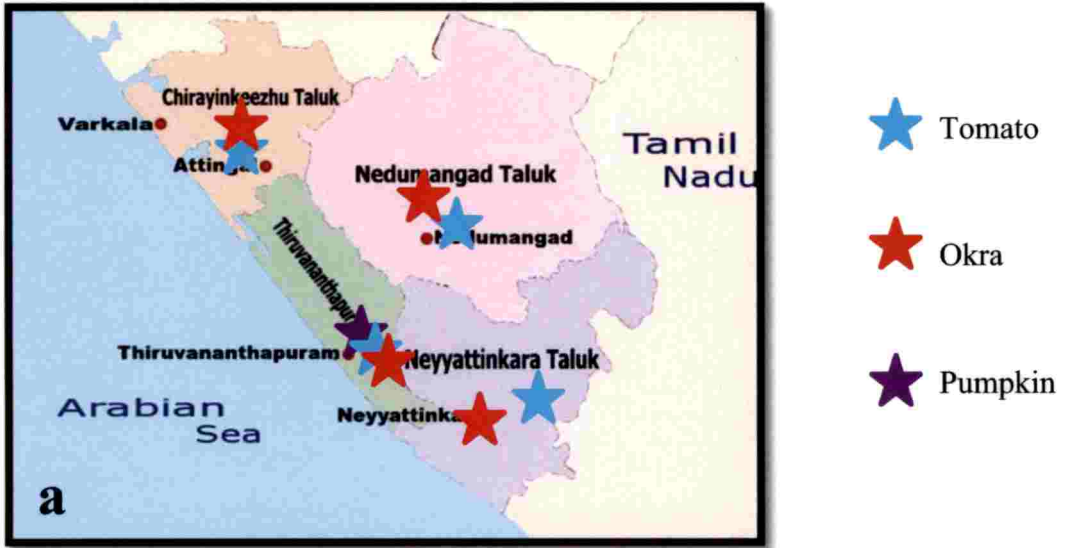 Chirayinkeezhu Taluk
Varkala
Tamil
Nadu
Nedumangad Taluk
Thiruvananthapuram
Neyyattinkara Taluk
Arabian
Sea
a
Tomato
Okra
Pumpkin